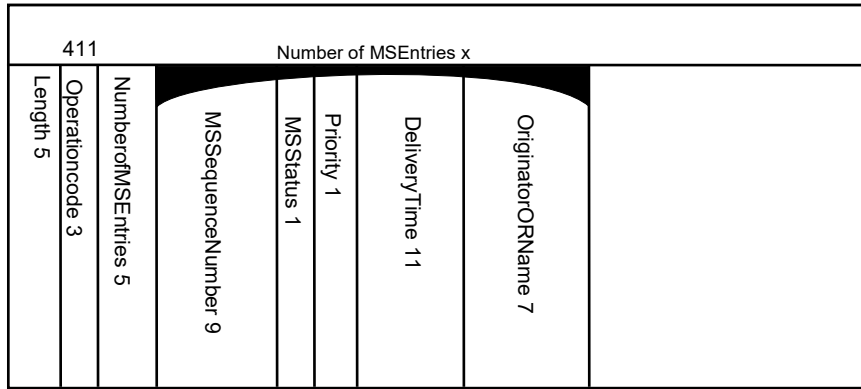 411
Number of MSEntries x
Length 5
Operationcode 3
NumberofMSEntries 5
MSSequenceNumber 9
MSStatus 1
Priority 1
DeliveryTime 11
OriginatorORName 7